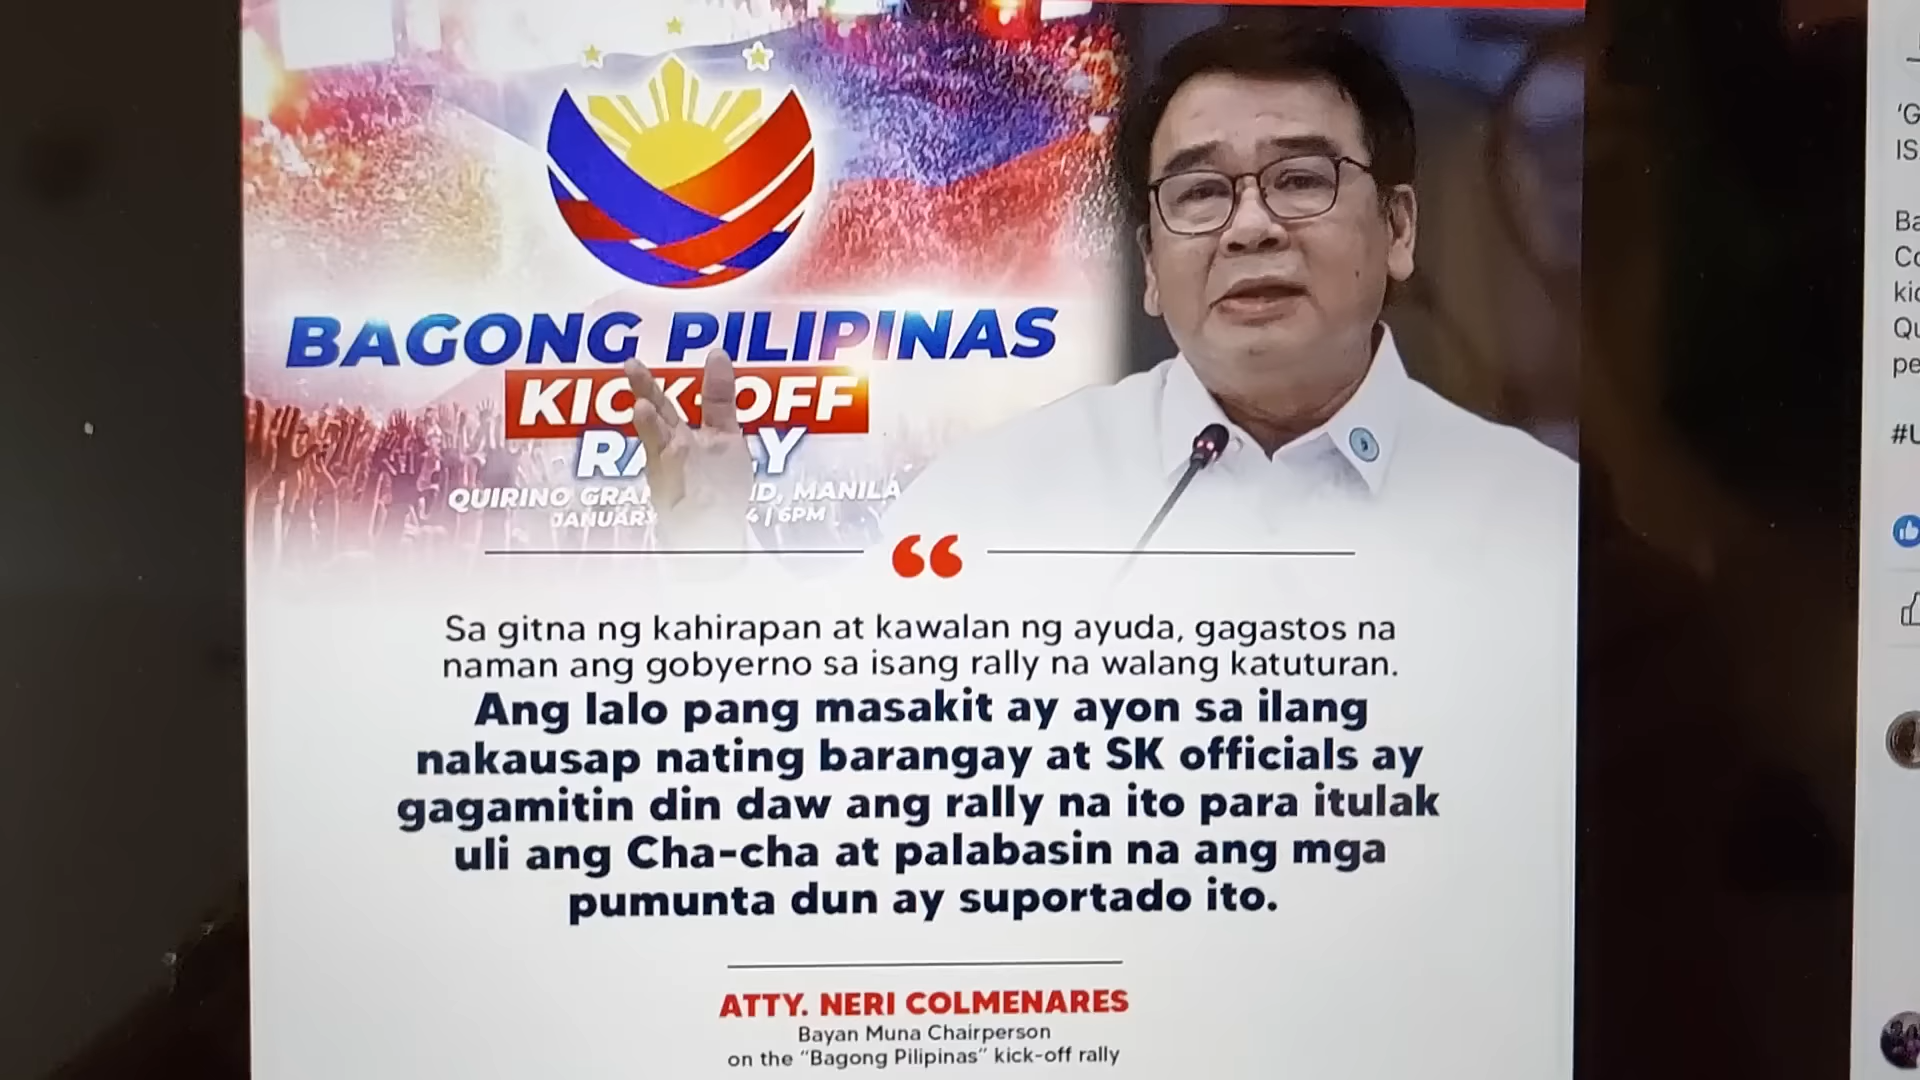 BAGONG PILIPINAS
KICK-OFF
QUIRINO MANILA
6PM
“
Sa gitna ng kahirapan at kawalan ng ayuda, gagastos na
naman ang gobyerno sa isang rally na walang katuturan.
Ang lalo pang masakit ay ayon sa ilang
nakausap nating barangay at SK officials ay
gagamitin din daw ang rally na ito para itulak
uli ang Cha-cha at palabasin na ang mga
pumunta dun ay suportado ito.
ATTY. NERI COLMENARES
Bayan Muna Chairperson
on the "Bagong Pilipinas" kick-off rally